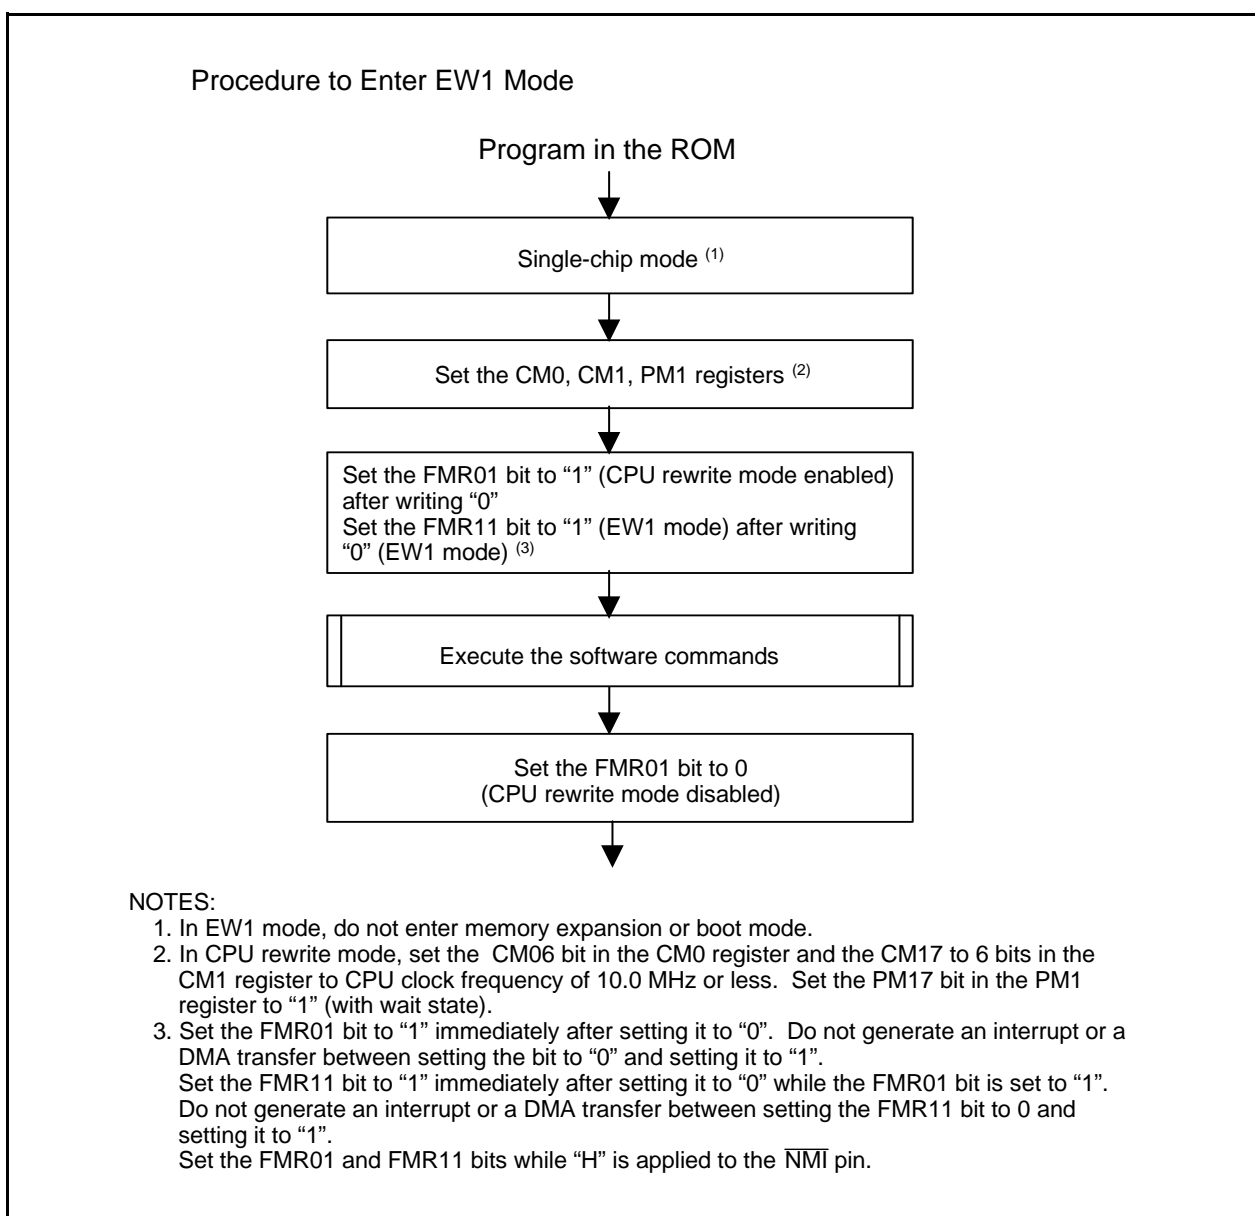 Procedure to Enter EW1 Mode
Program in the ROM
Single-chip mode (1)
Set the CM0, CM1, PM1 registers (2)
Set the FMR01 bit to “1” (CPU rewrite mode enabled)
after writing “0”
Set the FMR11 bit to “1” (EW1 mode) after writing
“0” (EW1 mode) (3)
Execute the software commands
Set the FMR01 bit to 0
(CPU rewrite mode disabled)
NOTES:
1. In EW1 mode, do not enter memory expansion or boot mode.
2. In CPU rewrite mode, set the CM06 bit in the CM0 register and the CM17 to 6 bits in the
CM1 register to CPU clock frequency of 10.0 MHz or less. Set the PM17 bit in the PM1
register to “1” (with wait state).
3. Set the FMR01 bit to “1” immediately after setting it to “0”. Do not generate an interrupt or a
DMA transfer between setting the bit to “0” and setting it to “1”.
Set the FMR11 bit to “1” immediately after setting it to “0” while the FMR01 bit is set to “1”.
Do not generate an interrupt or a DMA transfer between setting the FMR11 bit to 0 and
setting it to “1”.
Set the FMR01 and FMR11 bits while “H” is applied to the N̅M̅I̅ pin.